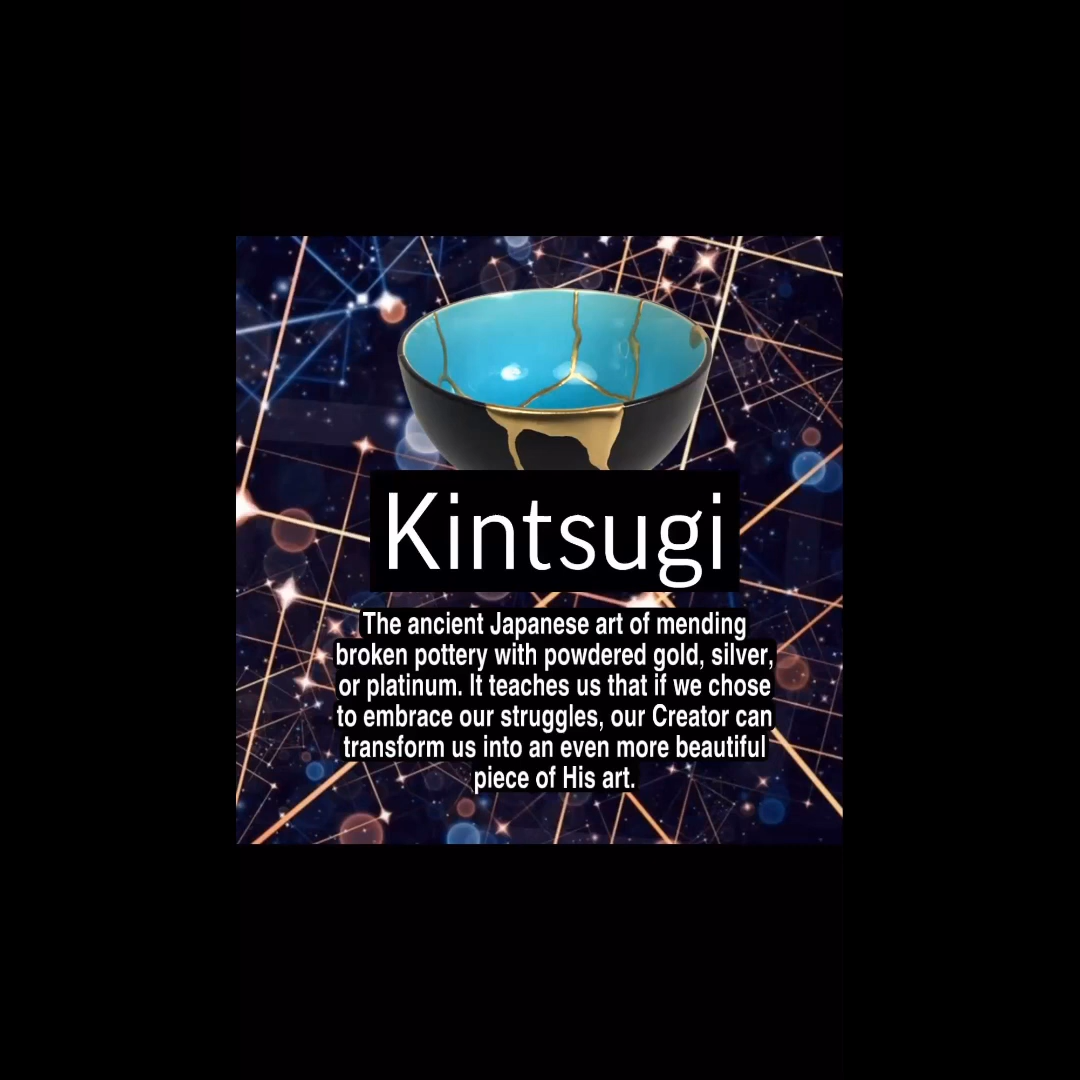 Kintsugi
The ancient Japanese art of mending
broken pottery with powdered gold, silver,
or platinum. It teaches us that if we chose
to embrace our struggles, our Creator can
transform us into an even more beautiful
piece of His art.